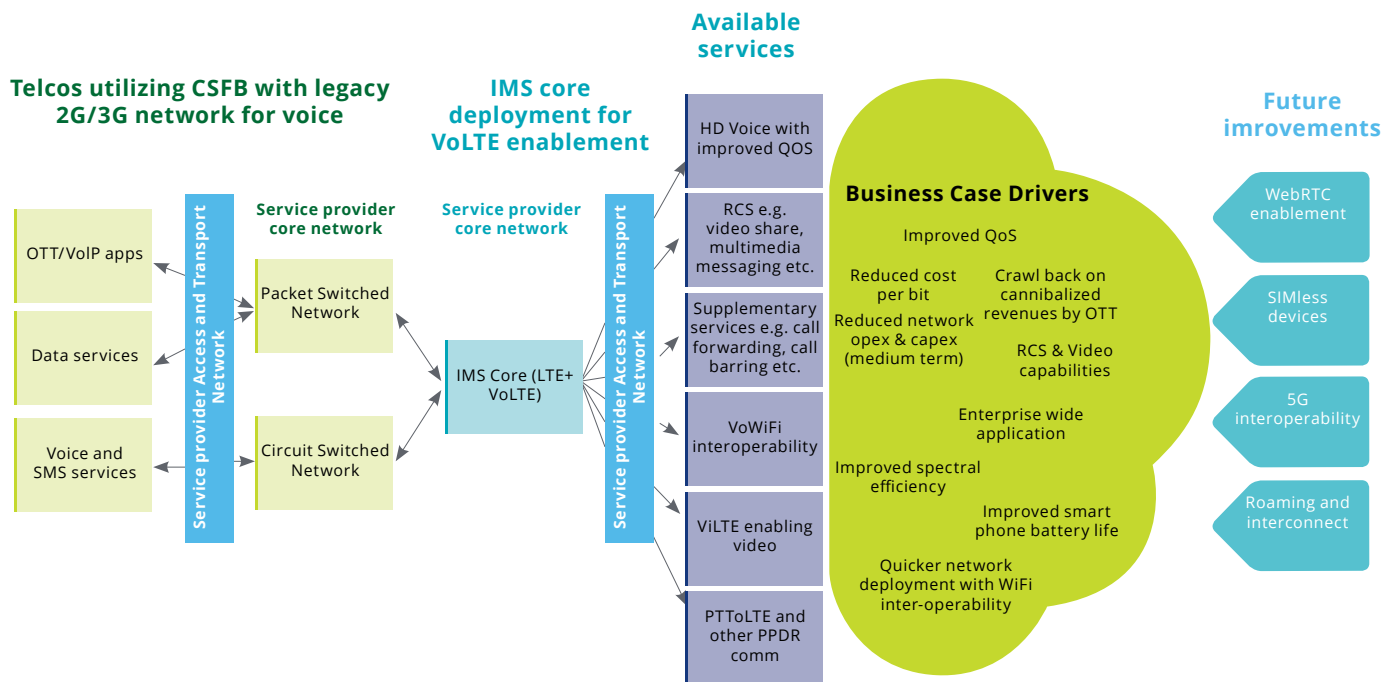 Telcos utilizing CSFB with legacy
2G/3G network for voice
OTT/VoIP apps
Data services
Voice and
SMS services
Service provider Access and Transport
Network
Service provider
core network
Packet Switched
Network
Circuit Switched
Network
IMS core
deployment for
VoLTE enablement
Service provider
core network
IMS Core (LTE+
VoLTE)
Service provider Access and Transport
Network
Available
services
HD Voice with
improved QOS
RCS e.g.
video share,
multimedia
messaging etc.
Supplementary
services e.g. call
forwarding, call
barring etc.
VoWiFi
interoperability
ViLTE enabling
video
PTToLTE and
other PPDR
comm
Business Case Drivers
Improved QoS
Reduced cost
per bit
Crawl back on
cannibalized
revenues by OTT
Reduced network
opex & capex
(medium term)
RCS & Video
capabilities
Enterprise wide
application
Improved spectral
efficiency
Improved smart
phone battery life
Quicker network
deployment with WiFi
inter-operability
Future
imrovements
WebRTC
enablement
SIMless
devices
5G
interoperability
Roaming and
interconnect